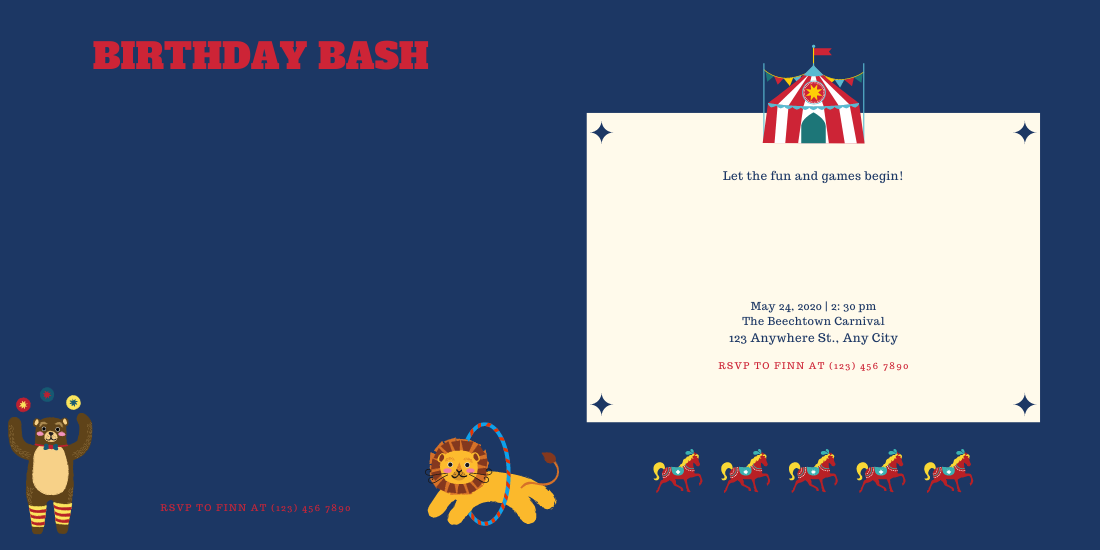 BIRTHDAY BASH
RSVP TO FINN AT (123) 456 7890
Let the fun and games begin!
May 24, 2020 | 2: 30 pm
The Beechtown Carnival
123 Anywhere St., Any City
RSVP TO FINN AT (123) 456 7890